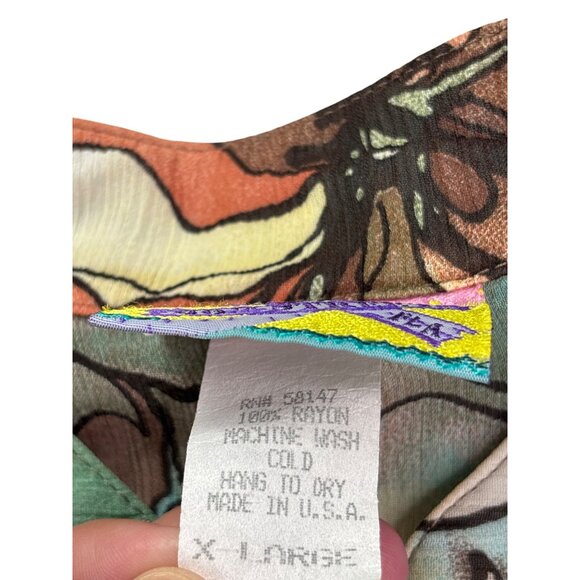 RN# 58147
100% RAYON
MACHINE WASH
COLD
HANG TO DRY
MADE IN U.S.A.
X-LARGE